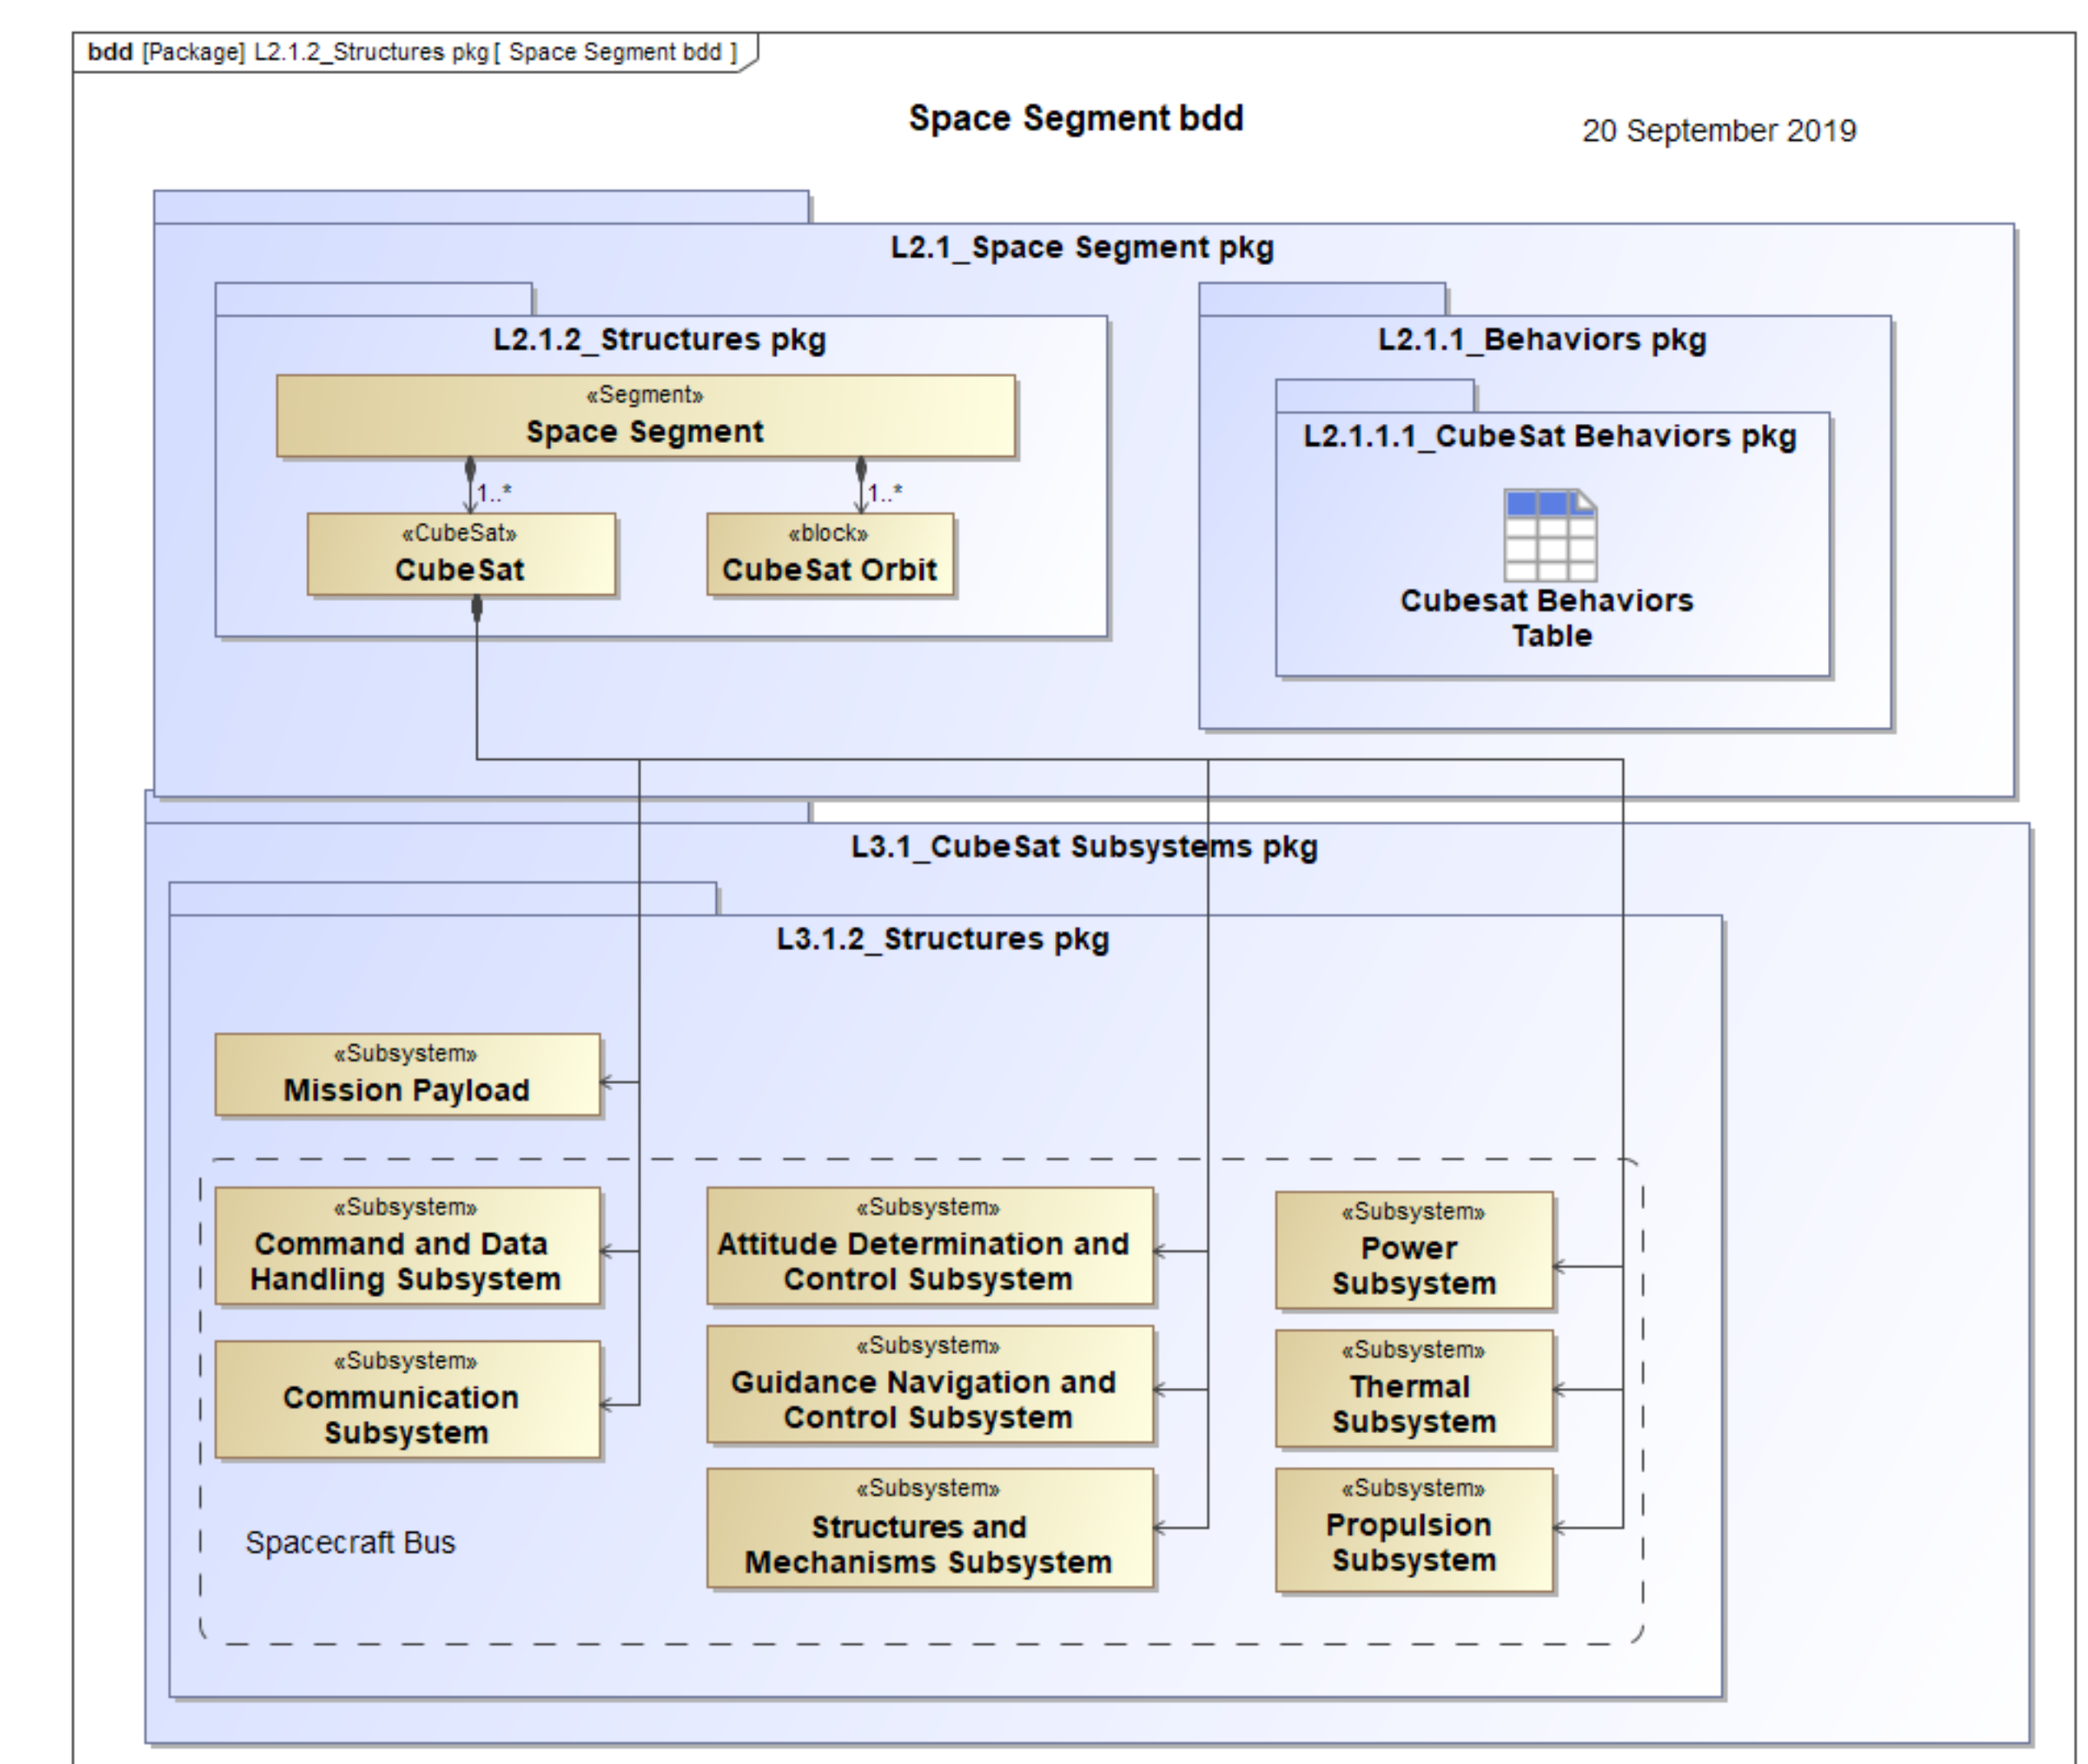 bdd [Package] L2.1.2_Structures pkg[ Space Segment bdd ]
Space Segment bdd
20 September 2019
L2.1_Space Segment pkg
L2.1.2_Structures pkg
«Segment»
Space Segment
1..*
1..*
«CubeSat»
CubeSat
«block»
CubeSat Orbit
L2.1.1_Behaviors pkg
L2.1.1.1_CubeSat Behaviors pkg
Cubesat Behaviors
Table
L3.1_CubeSat Subsystems pkg
L3.1.2_Structures pkg
«Subsystem»
Mission Payload
«Subsystem»
Command and Data
Handling Subsystem
«Subsystem»
Communication
Subsystem
Spacecraft Bus
«Subsystem»
Attitude Determination and
Control Subsystem
«Subsystem»
Guidance Navigation and
Control Subsystem
«Subsystem»
Structures and
Mechanisms Subsystem
«Subsystem»
Power
Subsystem
«Subsystem»
Thermal
Subsystem
«Subsystem»
Propulsion
Subsystem